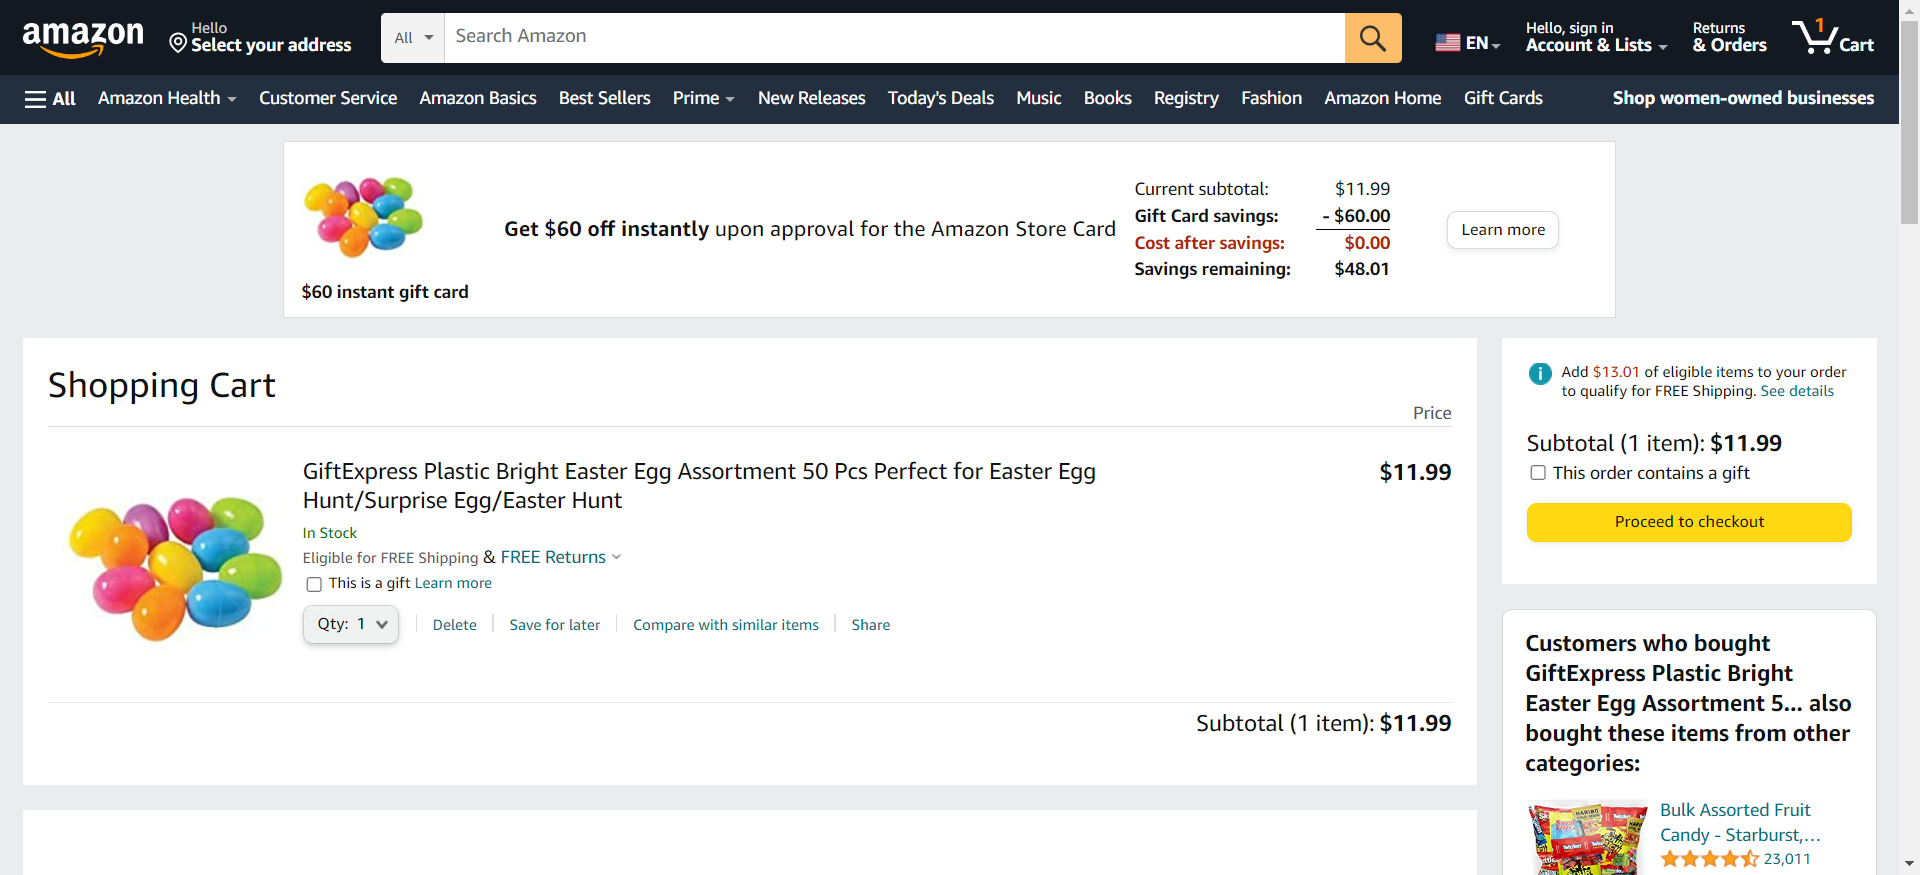 amazon
Hello
Select your address
All
Search Amazon
EN
Hello, sign in
Account & Lists
Returns
& Orders
1
Cart
All
Amazon Health
Customer Service
Amazon Basics
Best Sellers
Prime
New Releases
Today's Deals
Music
Books
Registry
Fashion
Amazon Home
Gift Cards
Shop women-owned businesses
$60 instant gift card
Get $60 off instantly upon approval for the Amazon Store Card
Current subtotal: $11.99
Gift Card savings: - $60.00
Cost after savings: $0.00
Savings remaining: $48.01
Learn more
Shopping Cart
Price
GiftExpress Plastic Bright Easter Egg Assortment 50 Pcs Perfect for Easter Egg
Hunt/Surprise Egg/Easter Hunt
$11.99
In Stock
Eligible for FREE Shipping & FREE Returns
This is a gift Learn more
Qty: 1
Delete
Save for later
Compare with similar items
Share
Subtotal (1 item): $11.99
Add $13.01 of eligible items to your order
to qualify for FREE Shipping. See details
Subtotal (1 item): $11.99
This order contains a gift
Proceed to checkout
Customers who bought
GiftExpress Plastic Bright
Easter Egg Assortment 5... also
bought these items from other
categories:
Bulk Assorted Fruit
Candy - Starburst,...
23,011